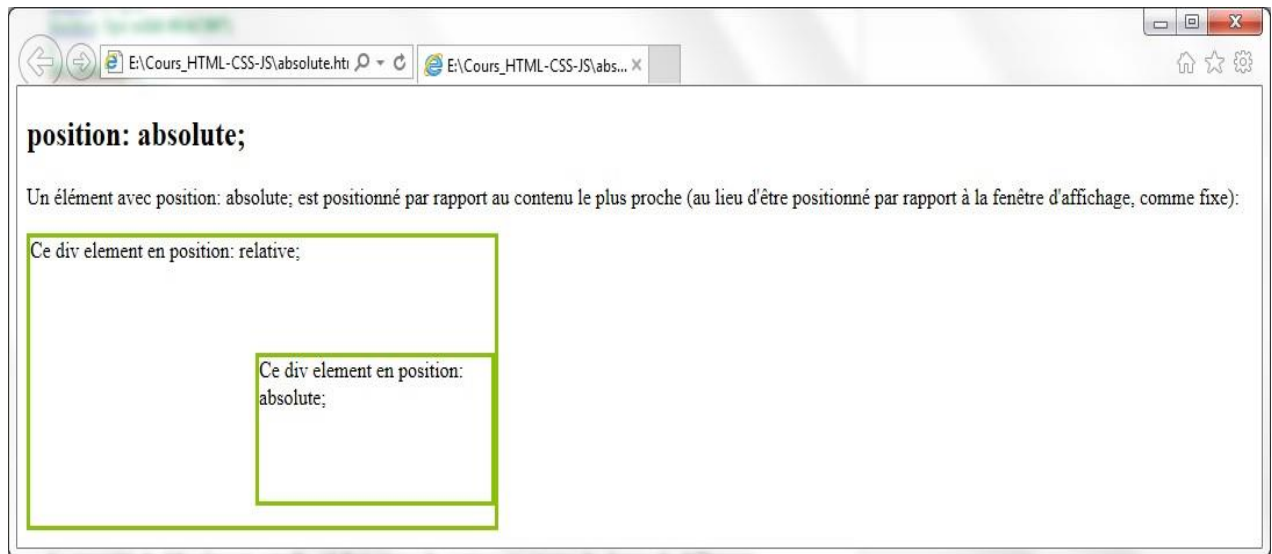 E:\Cours_HTML-CSS-JS\absolute.ht
E:\Cours_HTML-CSS-JS\abs...
position: absolute;
Un élément avec position: absolute; est positionné par rapport au contenu le plus proche (au lieu d'être positionné par rapport à la fenêtre d'affichage, comme fixe):
Ce div element en position: relative;
Ce div element en position:
absolute;